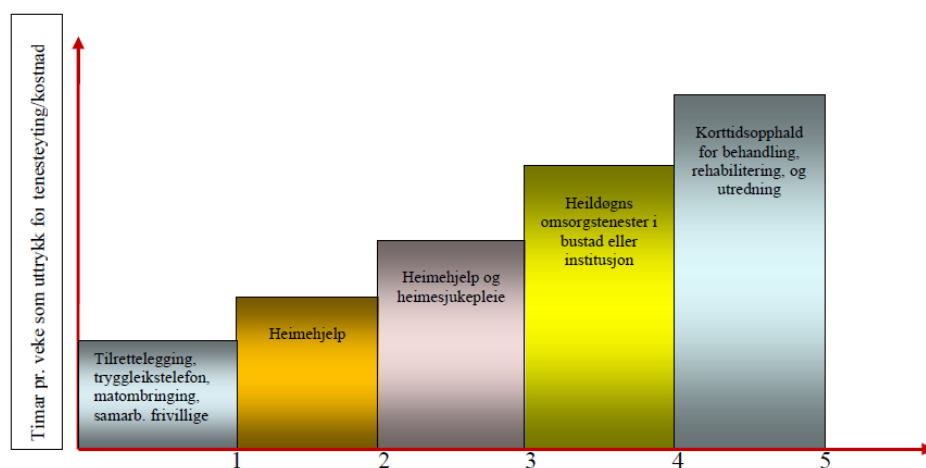 Timar pr. veke som uttrykk for tenesteyting/kostnad
Tilrettelegging,
tryggleikstelefon,
matombringing,
samarb. frivillige
Heimehjelp
Heimehjelp og
heimesjukepleie
Heildøgns
omsorgstenester i
bustad eller
institusjon
Korttidsopphald
for behandling,
rehabilitering, og
utredning
1 2 3 4 5